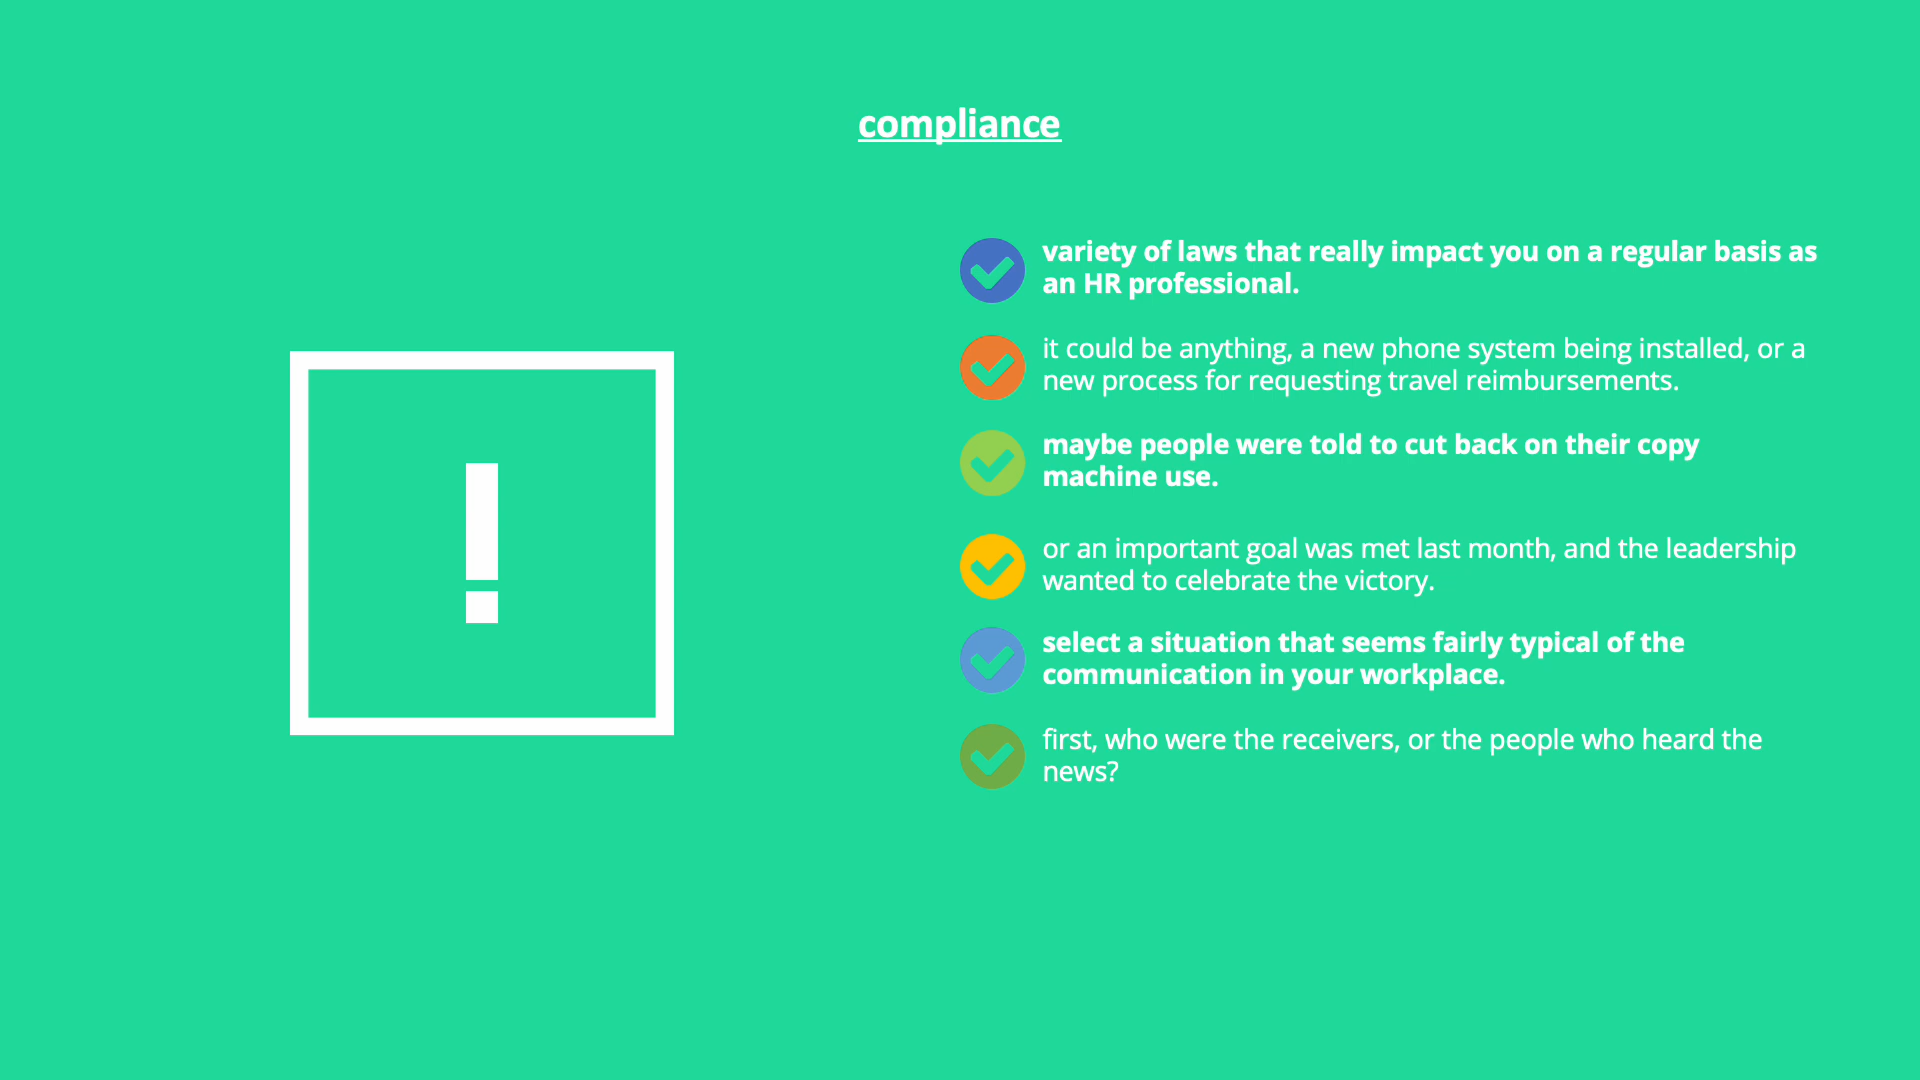 compliance
variety of laws that really impact you on a regular basis as
an HR professional.
it could be anything, a new phone system being installed, or a
new process for requesting travel reimbursements.
maybe people were told to cut back on their copy
machine use.
or an important goal was met last month, and the leadership
wanted to celebrate the victory.
select a situation that seems fairly typical of the
communication in your workplace.
first, who were the receivers, or the people who heard the
news?